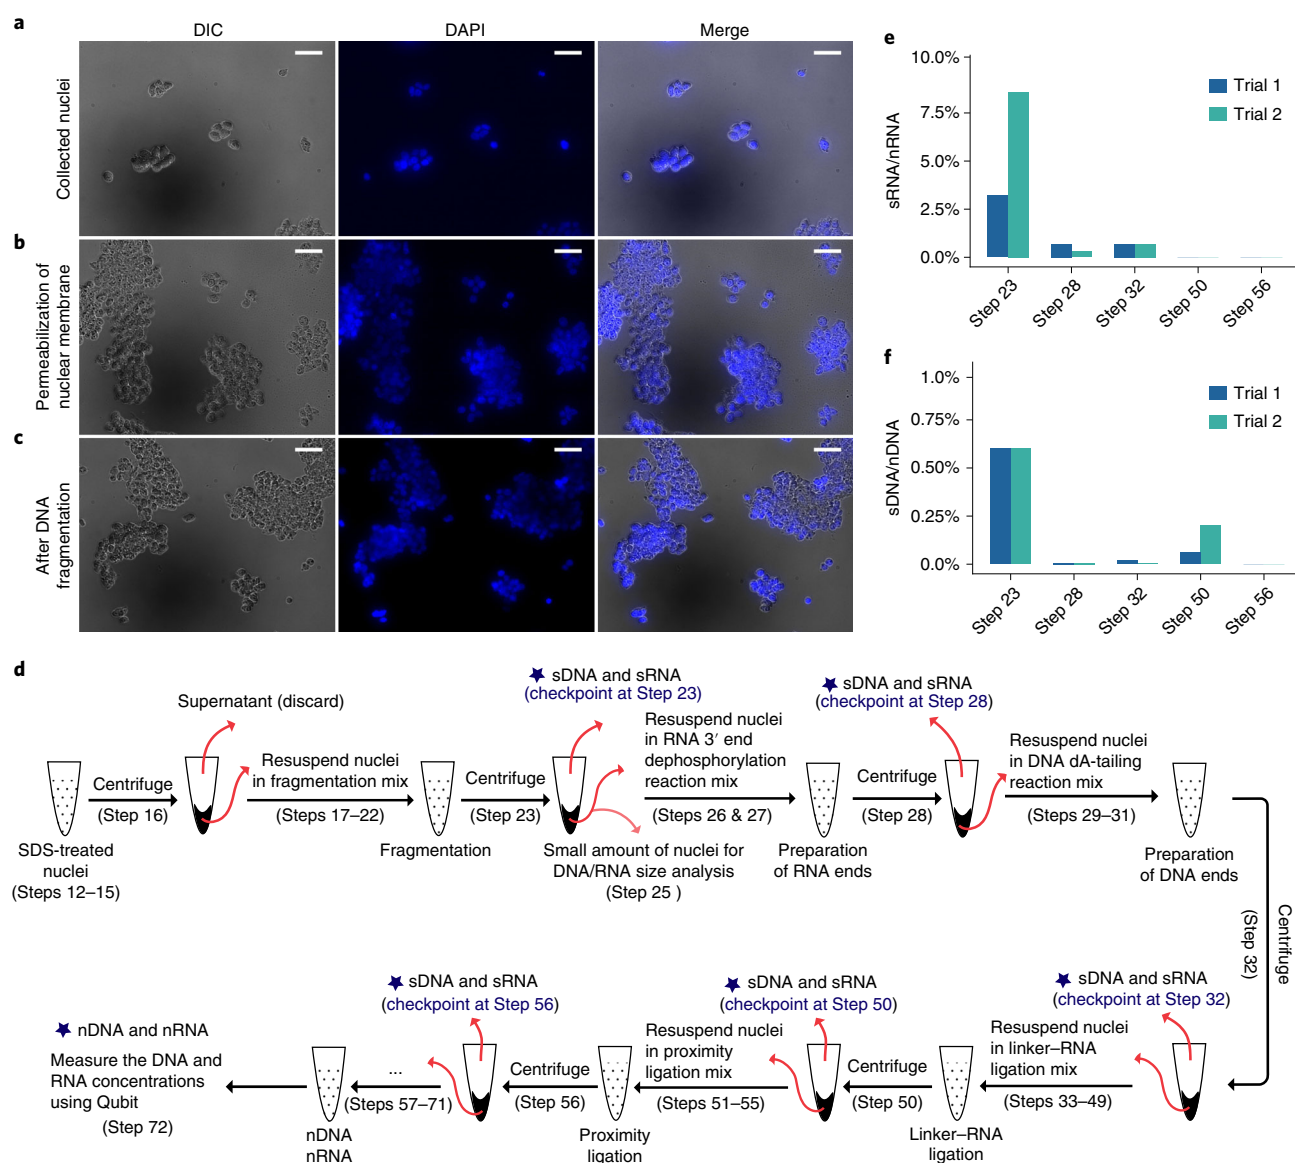 a
DIC
DAPI
Merge
Collected nuclei
b
Permeabilization of
nuclear membrane
c
After DNA
fragmentation
e
10.0%
7.5%
5.0%
2.5%
0.0%
sRNA/nRNA
Trial 1
Trial 2
Step 23
Step 28
Step 32
Step 50
Step 56
f
1.0%
0.75%
0.50%
0.25%
0.0%
sDNA/nDNA
Trial 1
Trial 2
Step 23
Step 28
Step 32
Step 50
Step 56
d
SDS-treated
nuclei
(Steps 12–15)
Centrifuge
(Step 16)
Supernatant (discard)
Resuspend nuclei
in fragmentation mix
(Steps 17–22)
Fragmentation
Centrifuge
(Step 23)
sDNA and sRNA
(checkpoint at Step 23)
Small amount of nuclei for
DNA/RNA size analysis
(Step 25 )
Resuspend nuclei
in RNA 3′ end
dephosphorylation
reaction mix
(Steps 26 & 27)
Preparation
of RNA ends
Centrifuge
(Step 28)
sDNA and sRNA
(checkpoint at Step 28)
Resuspend nuclei
in DNA dA-tailing
reaction mix
(Steps 29–31)
Preparation
of DNA ends
Centrifuge
(Step 32)
sDNA and sRNA
(checkpoint at Step 32)
Resuspend nuclei
in linker–RNA
ligation mix
(Steps 33–49)
Linker–RNA
ligation
Centrifuge
(Step 50)
sDNA and sRNA
(checkpoint at Step 50)
Resuspend nuclei
in proximity
ligation mix
(Steps 51–55)
Proximity
ligation
Centrifuge
(Step 56)
sDNA and sRNA
(checkpoint at Step 56)
...
(Steps 57–71)
nDNA
nRNA
nDNA and nRNA
Measure the DNA and
RNA concentrations
using Qubit
(Step 72)